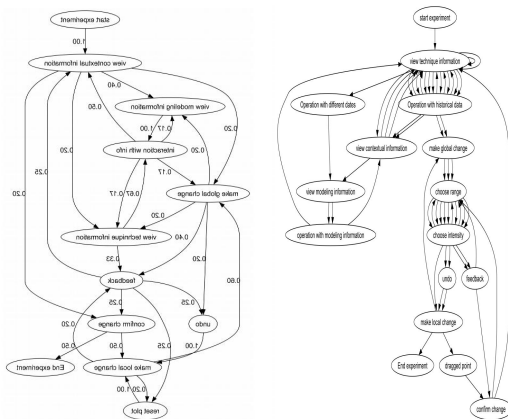 start experiment
1.00
view contextual information
0.40
view modeling information
0.50
1.00
0.17
0.20
interaction with info
0.20
0.17
0.20
0.25
0.67
0.17
make global change
0.20
view technique information
0.40
0.20
0.33
feedback
0.60
0.25
0.25
0.20
confirm change
undo
0.50
0.50
0.25
1.00
End experiment
make local change
0.20
1.00
reset plot
start experiment
view technique information
Operation with different dates
Operation with historical data
view contextual information
make global change
view modeling information
choose range
operation with modeling information
choose intensity
undo
feedback
make local change
End experiment
dragged point
confirm change